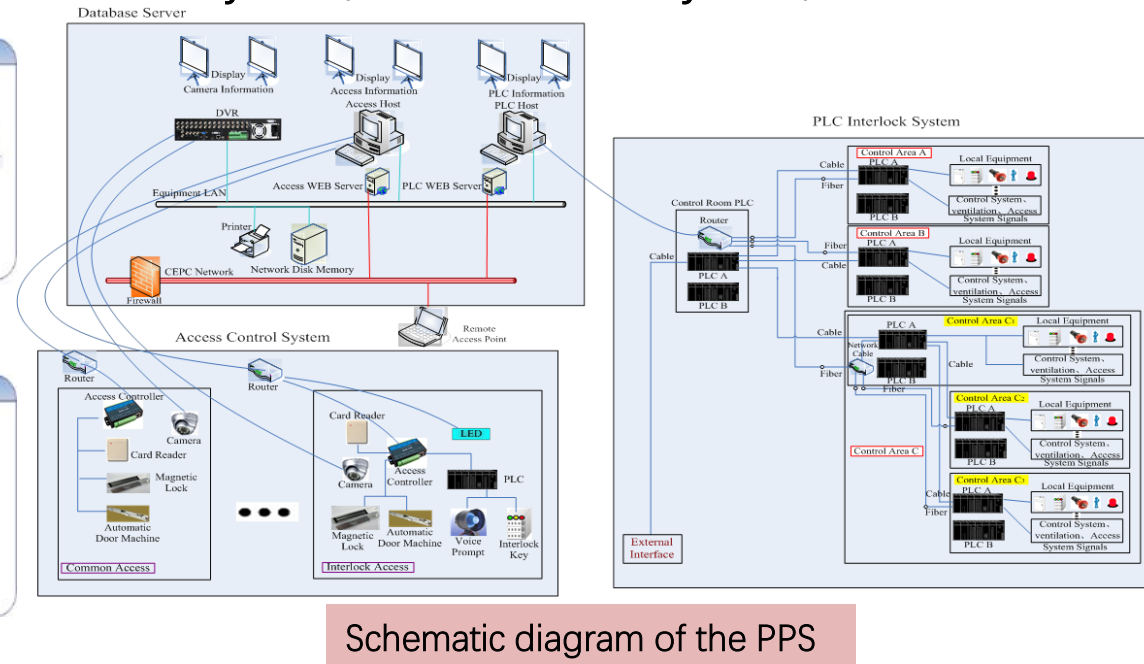 Database Server
Display
Camera Information
Display
Access Information
Access Host
Display
PLC Information
PLC Host
DVR
Access WEB Server
PLC WEB Server
Equipment LAN
Printer
Network Disk Memory
CEPC Network
Firewall
Remote
Access Point
Access Control System
Router
Access Controller
Camera
Card Reader
Magnetic
Lock
Automatic
Door Machine
Common Access
Router
Card Reader
LED
Camera
Access
Controller
PLC
Magnetic
Lock
Automatic
Door Machine
Voice
Prompt
Interlock
Key
Interlock Access
PLC Interlock System
Control Room PLC
Router
Cable
PLC A
PLC B
External
Interface
Control Area A
Cable
PLC A
Fiber
PLC B
Local Equipment
Control System、
ventilation、Access
System Signals
Control Area B
Fiber
PLC A
Cable
PLC B
Local Equipment
Control System、
ventilation、Access
System Signals
Control Area C1
Cable
PLC A
Network
Cable
Fiber
PLC B
Fiber
Cable
Local Equipment
Control System、
ventilation、Access
System Signals
Control Area C
Control Area C2
PLC A
PLC B
Local Equipment
Control System、
ventilation、Access
System Signals
Control Area C3
PLC A
Cable
Fiber
PLC B
Local Equipment
Control System、
ventilation、Access
System Signals
Schematic diagram of the PPS